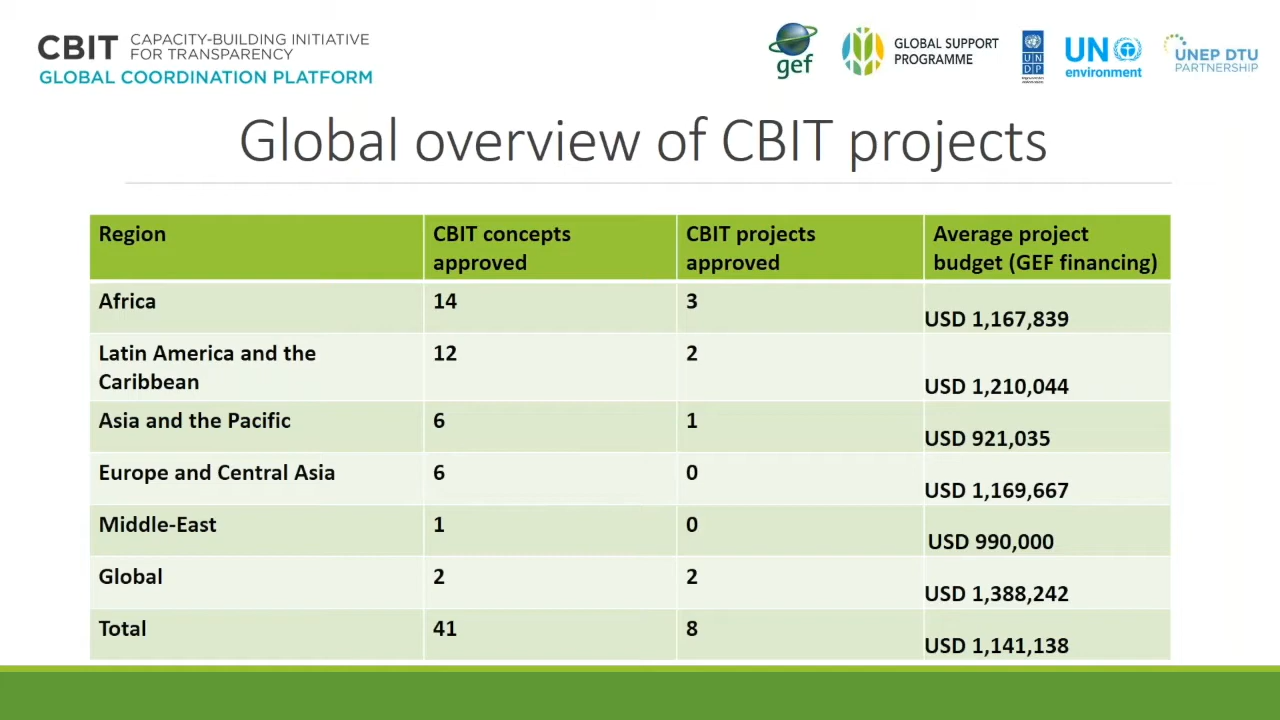 CBIT CAPACITY-BUILDING INITIATIVE
FOR TRANSPARENCY
GLOBAL COORDINATION PLATFORM
gef
GLOBAL SUPPORT
PROGRAMME
U N
D P
UN
environment
UNEP DTU
PARTNERSHIP
Global overview of CBIT projects
Region
CBIT concepts
approved
CBIT projects
approved
Average project
budget (GEF financing)
Africa
14
3
USD 1,167,839
Latin America and the
Caribbean
12
2
USD 1,210,044
Asia and the Pacific
6
1
USD 921,035
Europe and Central Asia
6
0
USD 1,169,667
Middle-East
1
0
USD 990,000
Global
2
2
USD 1,388,242
Total
41
8
USD 1,141,138